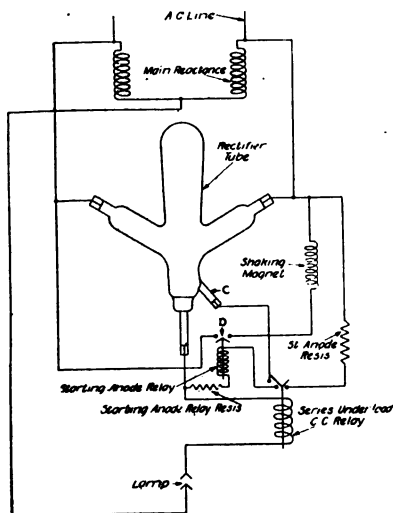 A C Line
Main Reactance
Rectifier
Tube
Shaking
Magnet
C
St Anode
Resis
D
Starting Anode Relay
Starting Anode Relay Resis
Series Underload
C C Relay
Lamp